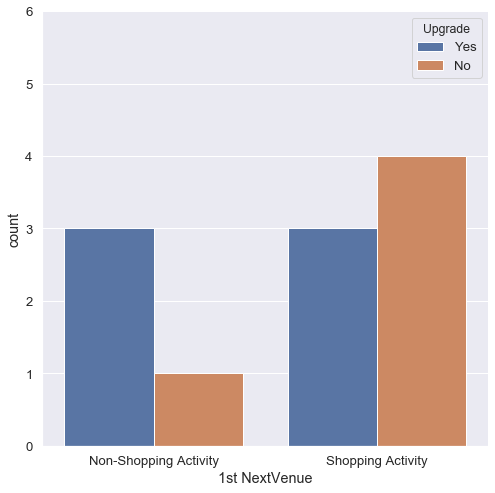 6
5
4
3
2
1
0
count
Upgrade
Yes
No
Non-Shopping Activity
Shopping Activity
1st NextVenue